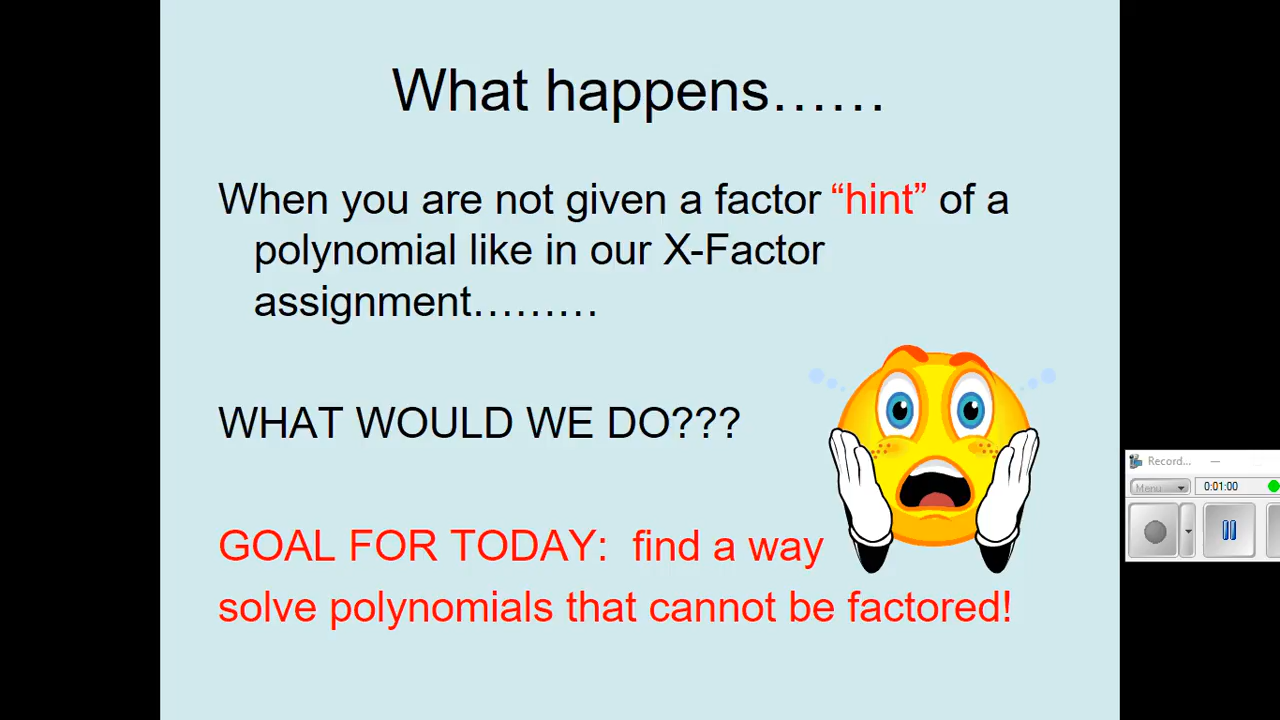 What happens……
When you are not given a factor “hint” of a
polynomial like in our X-Factor
assignment………
WHAT WOULD WE DO???
GOAL FOR TODAY:  find a way
solve polynomials that cannot be factored!
Record...
Menu
0:01:00